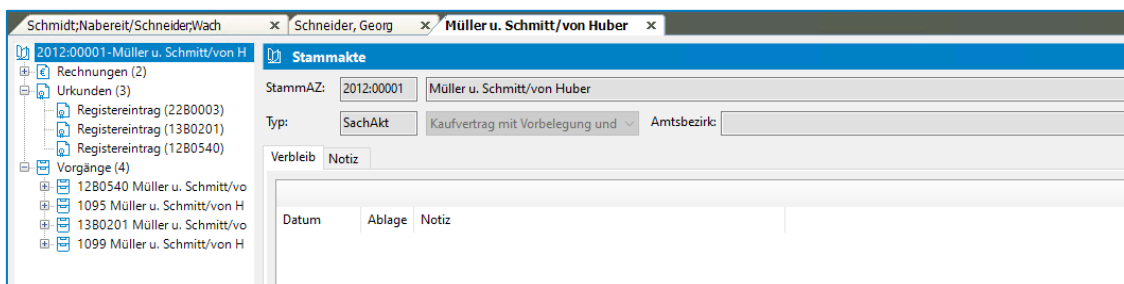 Schmidt;Nabereit/Schneider;Wach x Schneider, Georg x Müller u. Schmitt/von Huber x
2012:00001-Müller u. Schmitt/von H
Rechnungen (2)
Urkunden (3)
Registereintrag (22B0003)
Registereintrag (13B0201)
Registereintrag (12B0540)
Vorgänge (4)
12B0540 Müller u. Schmitt/vo
1095 Müller u. Schmitt/von H
13B0201 Müller u. Schmitt/vo
1099 Müller u. Schmitt/von H
Stammakte
StammAZ: 2012:00001 Müller u. Schmitt/von Huber
Typ: SachAkt Kaufvertrag mit Vorbelegung und Amtsbezirk:
Verbleib Notiz
Datum Ablage Notiz